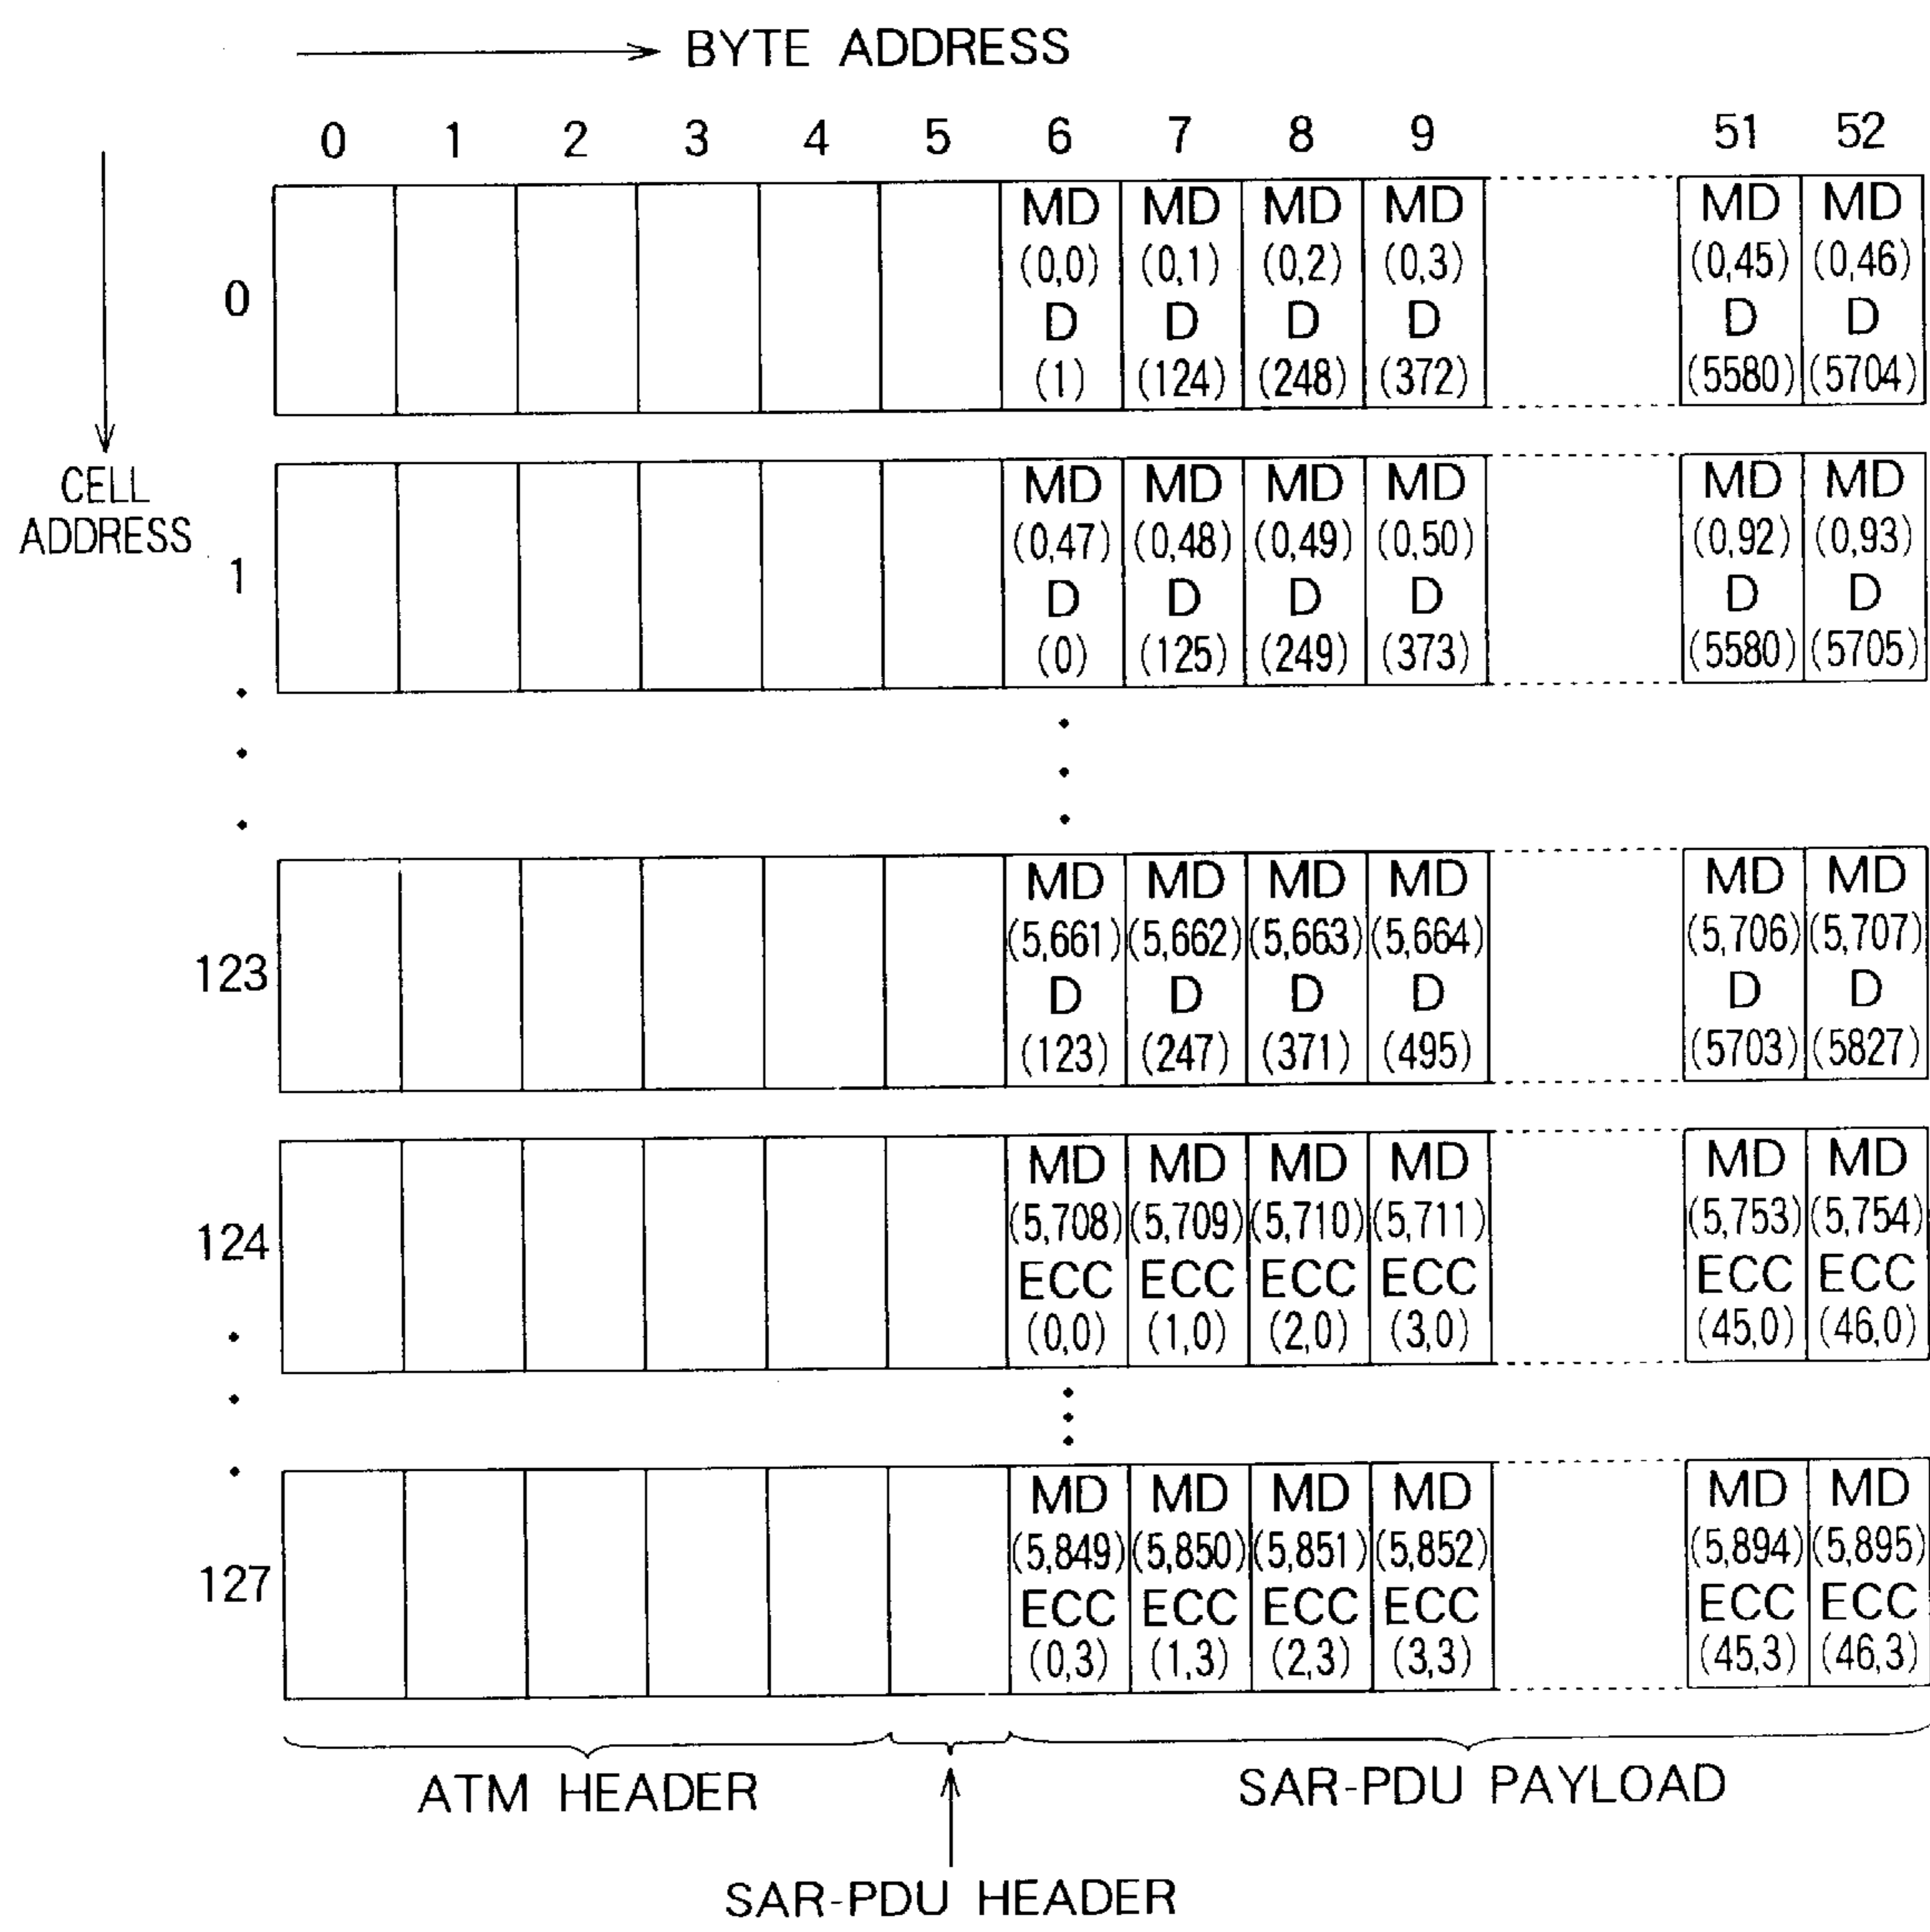 BYTE ADDRESS
0 1 2 3 4 5 6 7 8 9 51 52
MD MD MD MD MD MD
(0,0) (0,1) (0,2) (0,3) (0,45) (0,46)
0
D D D D D D
(1) (124) (248) (372) (5580) (5704)
CELL
ADDRESS
MD MD MD MD MD MD
(0,47) (0,48) (0,49) (0,50) (0,92) (0,93)
1
D D D D D D
(0) (125) (249) (373) (5580) (5705)
MD MD MD MD MD MD
(5,661) (5,662) (5,663) (5,664) (5,706) (5,707)
123
D D D D D D
(123) (247) (371) (495) (5703) (5827)
MD MD MD MD MD MD
(5,708) (5,709) (5,710) (5,711) (5,753) (5,754)
124
ECC ECC ECC ECC ECC ECC
(0,0) (1,0) (2,0) (3,0) (45,0) (46,0)
MD MD MD MD MD MD
(5,849) (5,850) (5,851) (5,852) (5,894) (5,895)
127
ECC ECC ECC ECC ECC ECC
(0,3) (1,3) (2,3) (3,3) (45,3) (46,3)
ATM HEADER SAR-PDU PAYLOAD
SAR-PDU HEADER